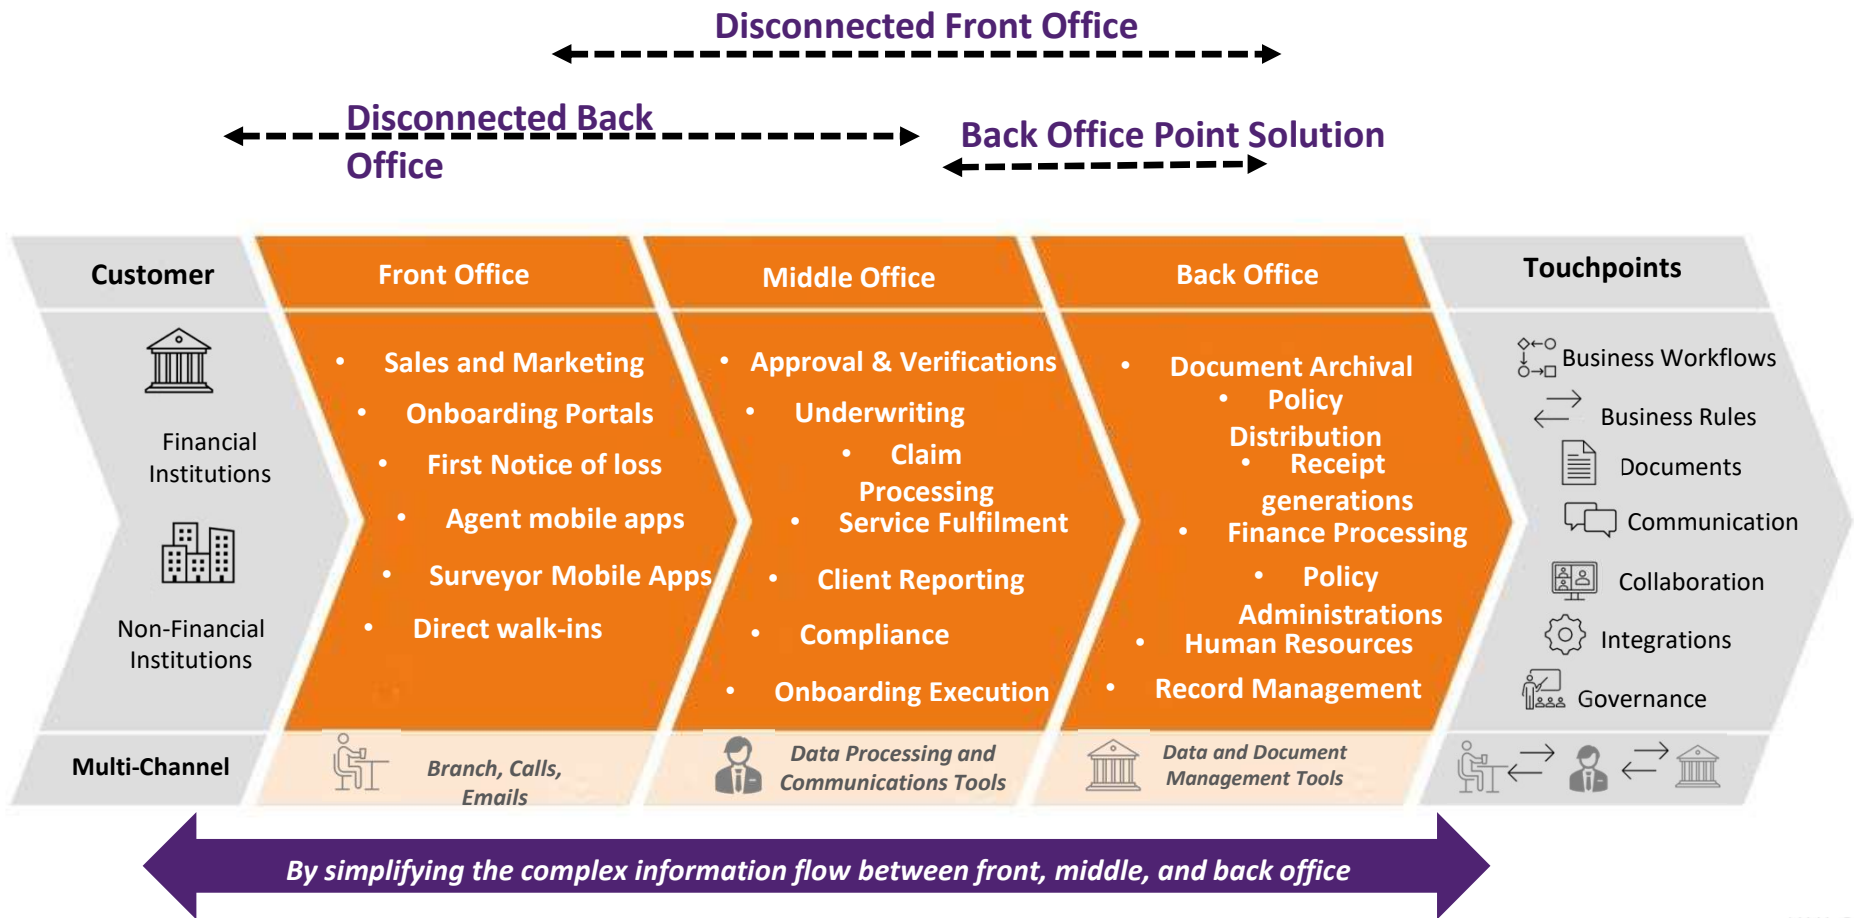 Disconnected Front Office
Disconnected Back
Office
Back Office Point Solution
Customer
Front Office
Middle Office
Back Office
Touchpoints
Financial
Institutions
Non-Financial
Institutions
• Sales and Marketing
• Onboarding Portals
• First Notice of loss
• Agent mobile apps
• Surveyor Mobile Apps
• Direct walk-ins
• Approval & Verifications
• Underwriting
• Claim
Processing
• Service Fulfilment
• Client Reporting
• Compliance
• Onboarding Execution
• Document Archival
• Policy
Distribution
• Receipt
generations
• Finance Processing
• Policy
Administrations
• Human Resources
• Record Management
Business Workflows
Business Rules
Documents
Communication
Collaboration
Integrations
Governance
Multi-Channel
Branch, Calls,
Emails
Data Processing and
Communications Tools
Data and Document
Management Tools
By simplifying the complex information flow between front, middle, and back office